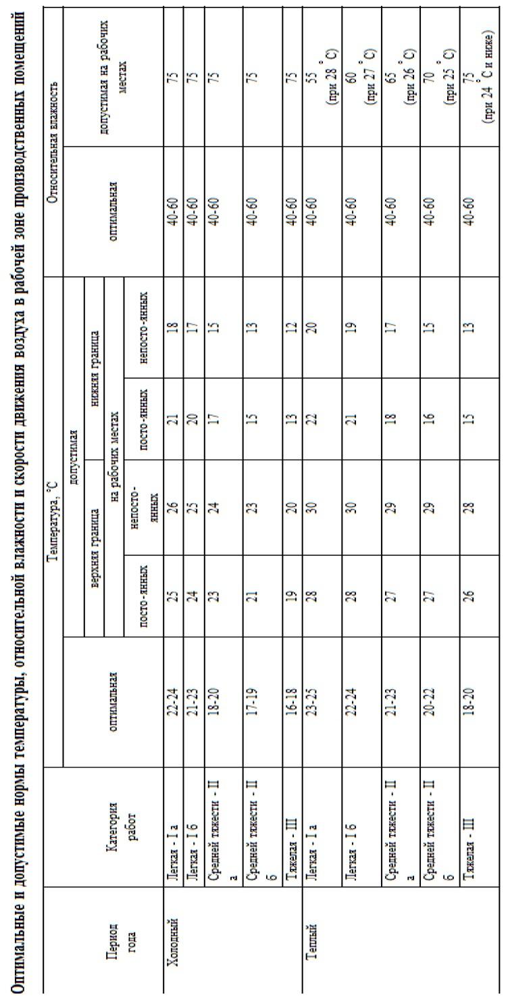 Оптимальные и допустимые нормы температуры, относительной влажности и скорости движения воздуха в рабочей зоне производственных помещений
Период года | Категория работ | Температура, °С | Относительная влажность
оптимальная | допустимая | оптимальная | допустимая на рабочих местах
верхняя граница | нижняя граница
на рабочих местах
посто-янных | непосто-янных | посто-янных | непосто-янных
Холодный | Легкая - I а | 22-24 | 25 | 26 | 21 | 18 | 40-60 | 75
Легкая - I б | 21-23 | 24 | 25 | 20 | 17 | 40-60 | 75
Средней тяжести - II а | 18-20 | 23 | 24 | 17 | 15 | 40-60 | 75
Средней тяжести - II б | 17-19 | 21 | 23 | 15 | 13 | 40-60 | 75
Тяжелая - III | 16-18 | 19 | 20 | 13 | 12 | 40-60 | 75
Теплый | Легкая - I а | 23-25 | 28 | 30 | 22 | 20 | 40-60 | 55 (при 28 °С)
Легкая - I б | 22-24 | 28 | 30 | 21 | 19 | 40-60 | 60 (при 27 °С)
Средней тяжести - II а | 21-23 | 27 | 29 | 18 | 17 | 40-60 | 65 (при 26 °С)
Средней тяжести - II б | 20-22 | 27 | 29 | 16 | 15 | 40-60 | 70 (при 25 °С)
Тяжелая - III | 18-20 | 26 | 28 | 15 | 13 | 40-60 | 75 (при 24 °С и ниже)